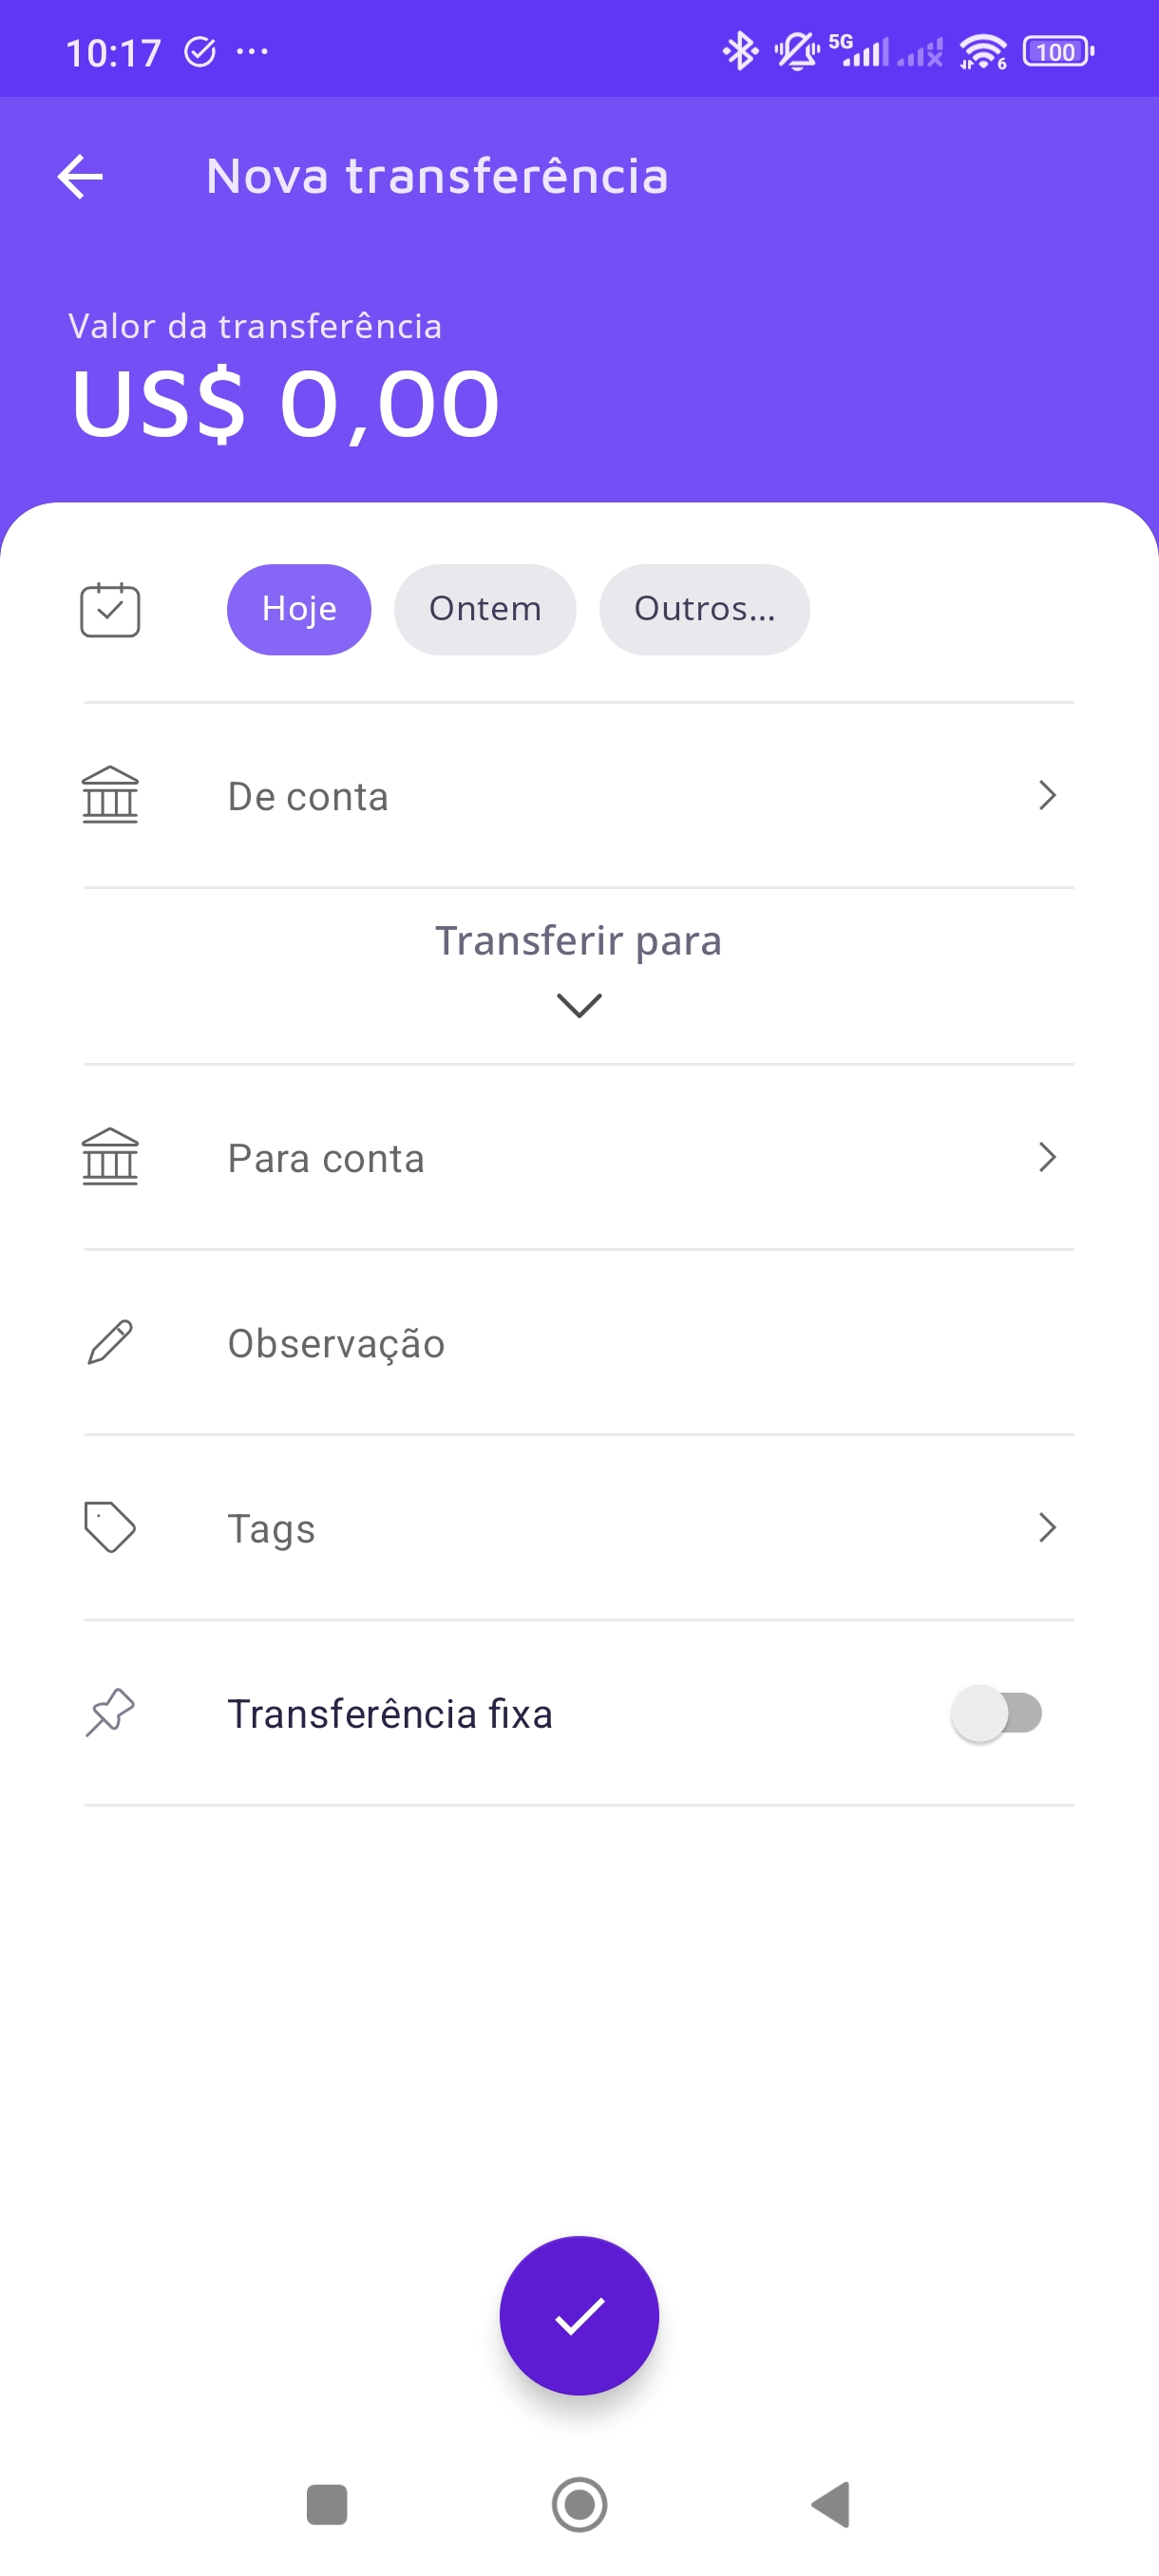 10:17
5G
6
100
Nova transferência
Valor da transferência
US$ 0,00
Hoje
Ontem
Outros...
De conta
Transferir para
Para conta
Observação
Tags
Transferência fixa